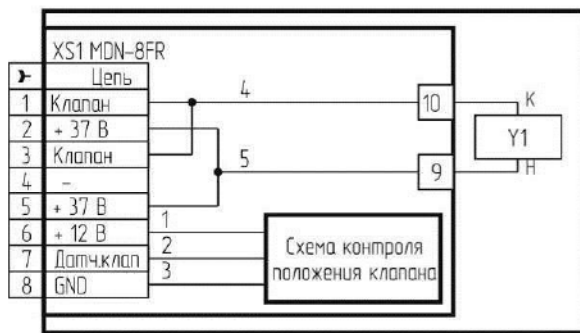 XS1 MDN-8FR
Цепь
1 Клапан
2 + 37 В
3 Клапан
4 -
5 + 37 В
6 + 12 В
7 Датч.клап
8 GND
4
5
1
2
3
10
9
К
Y1
Н
Схема контроля
положения клапана